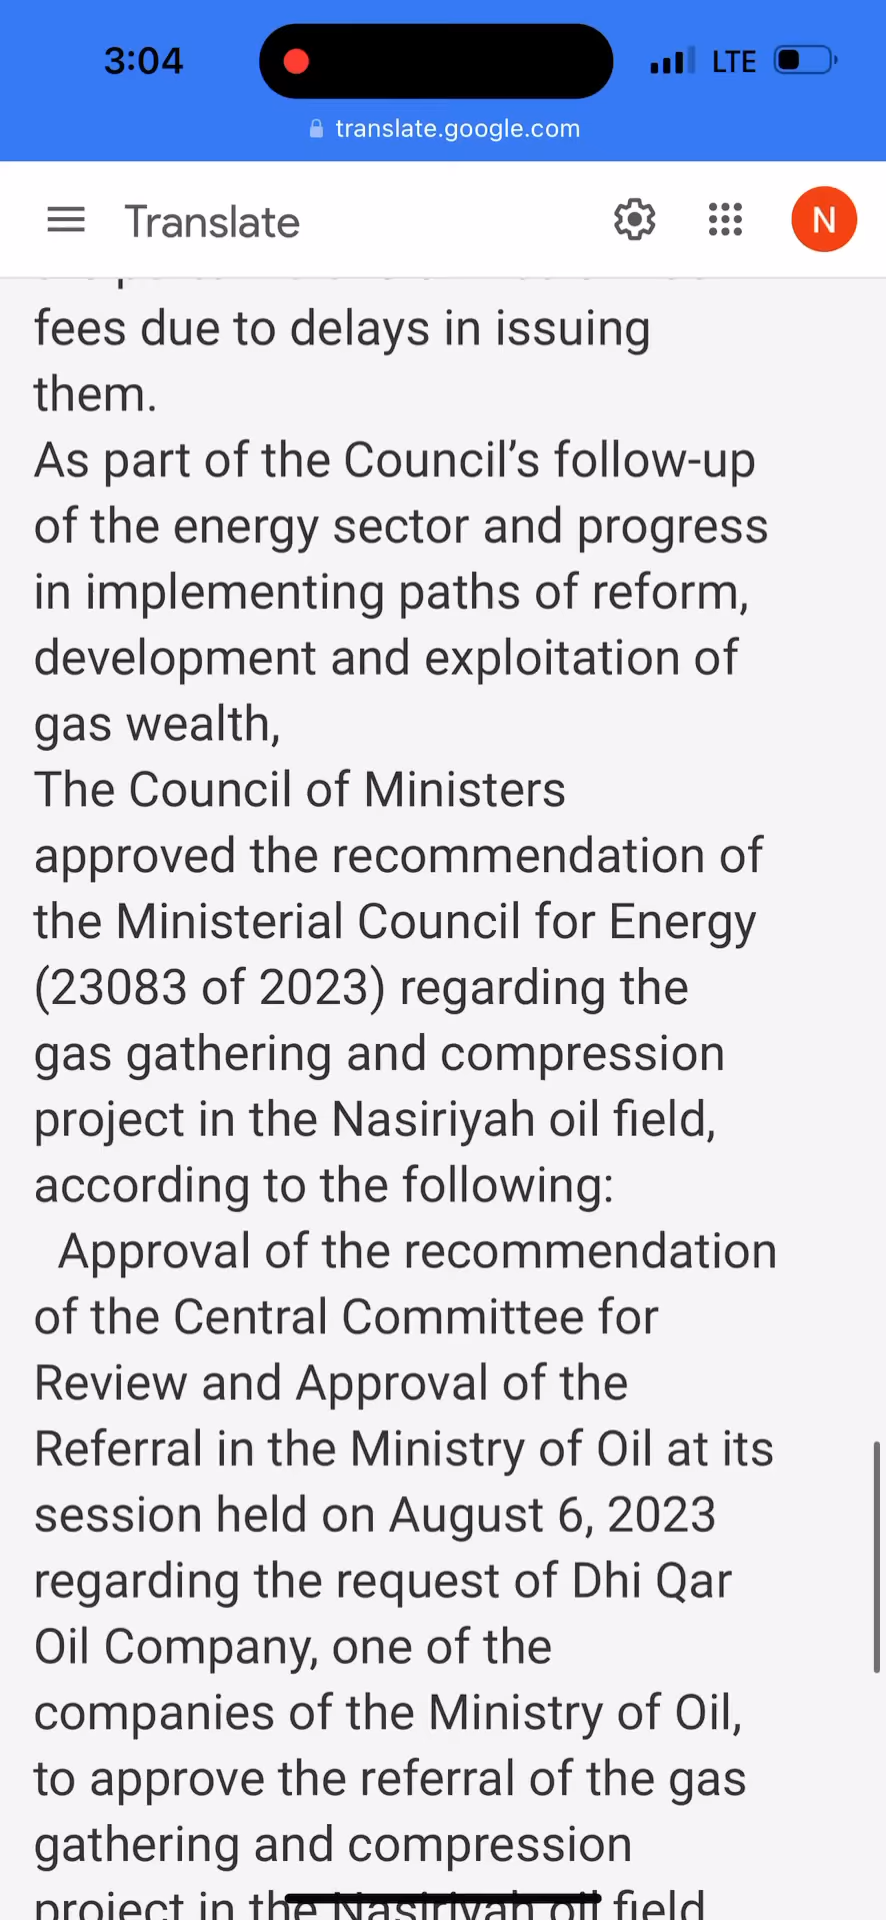 3:04
LTE
translate.google.com
Translate
N
fees due to delays in issuing
them.
As part of the Council’s follow-up
of the energy sector and progress
in implementing paths of reform,
development and exploitation of
gas wealth,
The Council of Ministers
approved the recommendation of
the Ministerial Council for Energy
(23083 of 2023) regarding the
gas gathering and compression
project in the Nasiriyah oil field,
according to the following:
Approval of the recommendation
of the Central Committee for
Review and Approval of the
Referral in the Ministry of Oil at its
session held on August 6, 2023
regarding the request of Dhi Qar
Oil Company, one of the
companies of the Ministry of Oil,
to approve the referral of the gas
gathering and compression
project in the Nasiriyah oil field